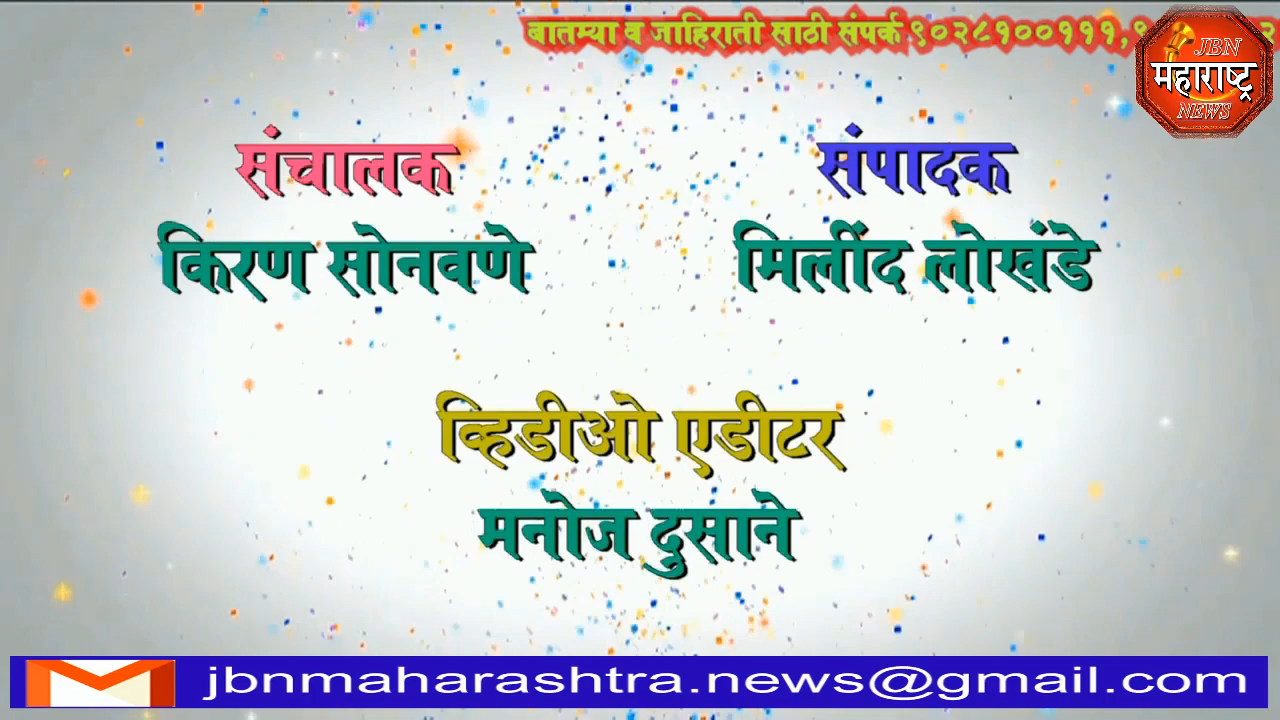 बातम्या व जाहिराती साठी संपर्क ९०२८१००१११,
JBN
महाराष्ट्र
NEWS
संचालक
संपादक
किरण सोनवणे
मिलींद लोखंडे
व्हिडीओ एडीटर
मनोज दुसाने
jbnmaharashtra.news@gmail.com